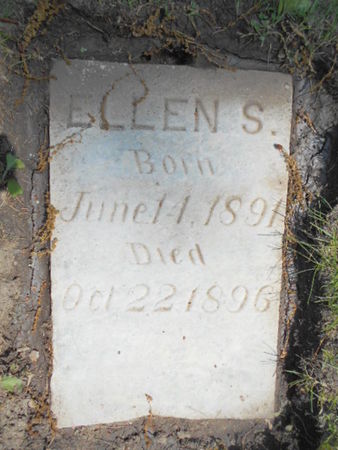 ELLEN S.
Born
June 14, 1891
Died
Oct 22 1896